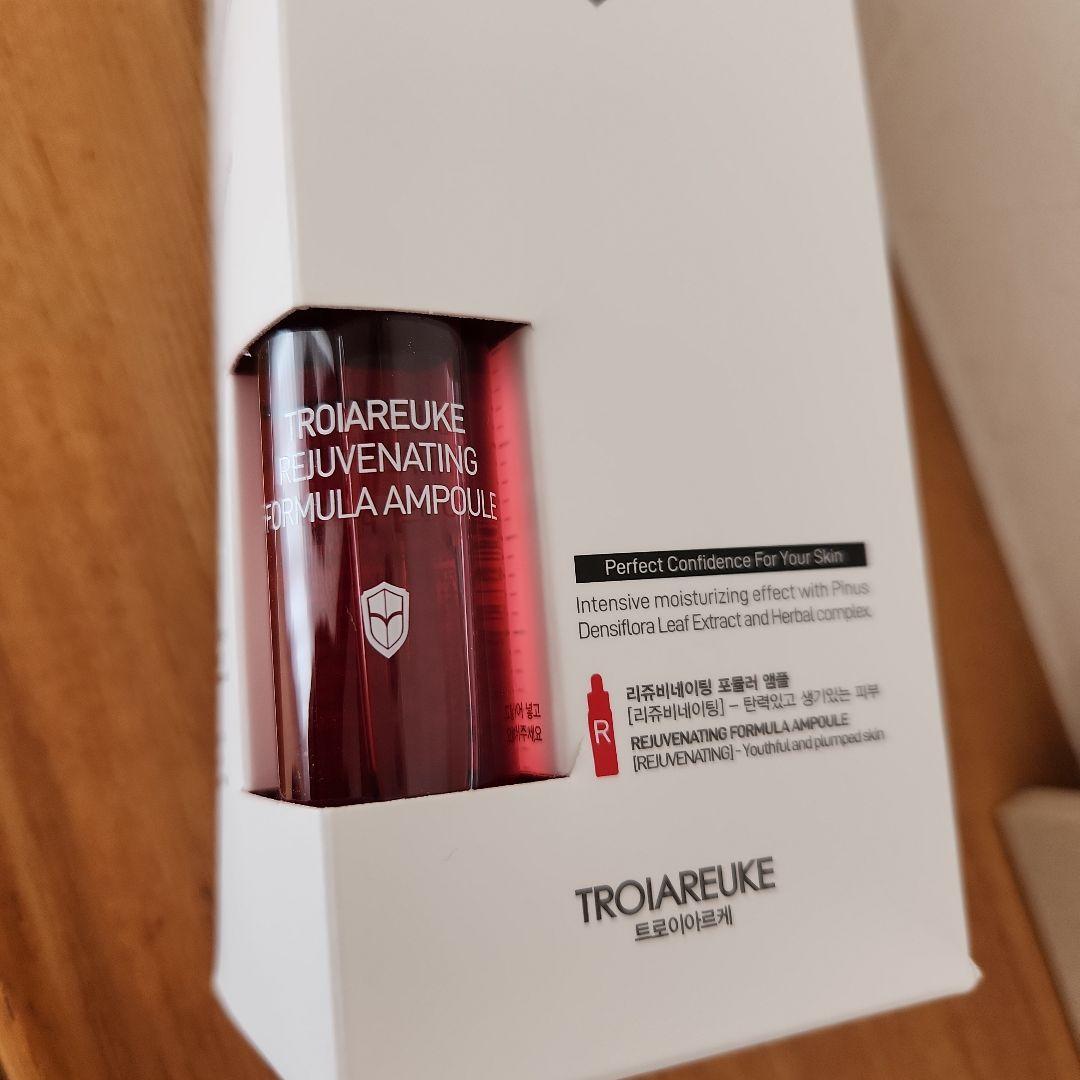 TROIAREUKE
REJUVENATING
FORMULA AMPOULE
넣고
Perfect Confidence For Your Skin
Intensive moisturizing effect with Pinus
Densiflora Leaf Extract and Herbal complex.
R
리쥬비네이팅 포뮬러 앰플
[리쥬비네이팅] – 탄력있고 생기있는 피부
REJUVENATING FORMULA AMPOULE
[REJUVENATING] - Youthful and plumped skin
TROIAREUKE
트로이아르케